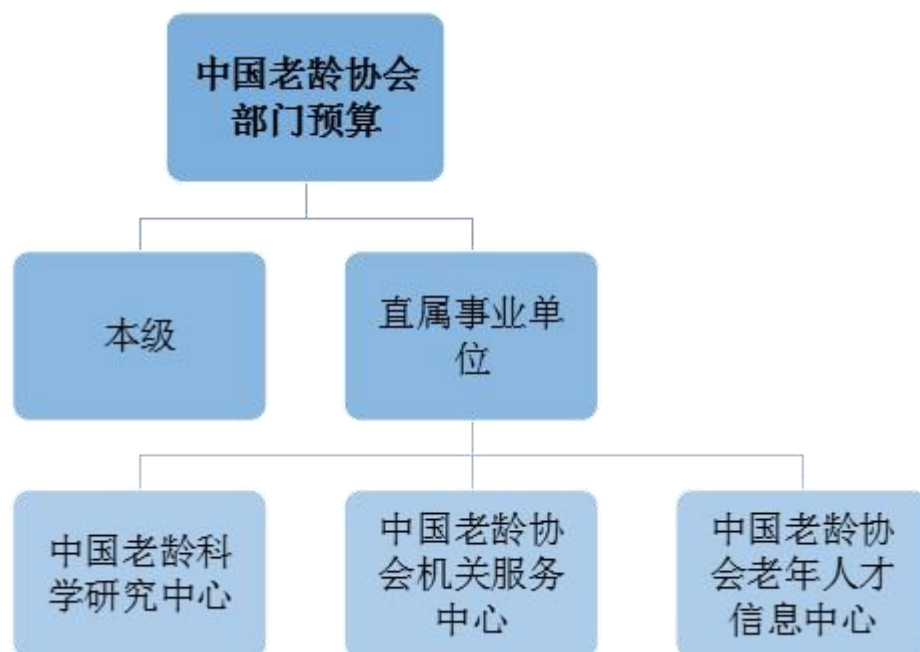 中国老龄协会
部门预算
本级
直属事业单
位
中国老龄科
学研究中心
中国老龄协
会机关服务
中心
中国老龄协
会老年人才
信息中心